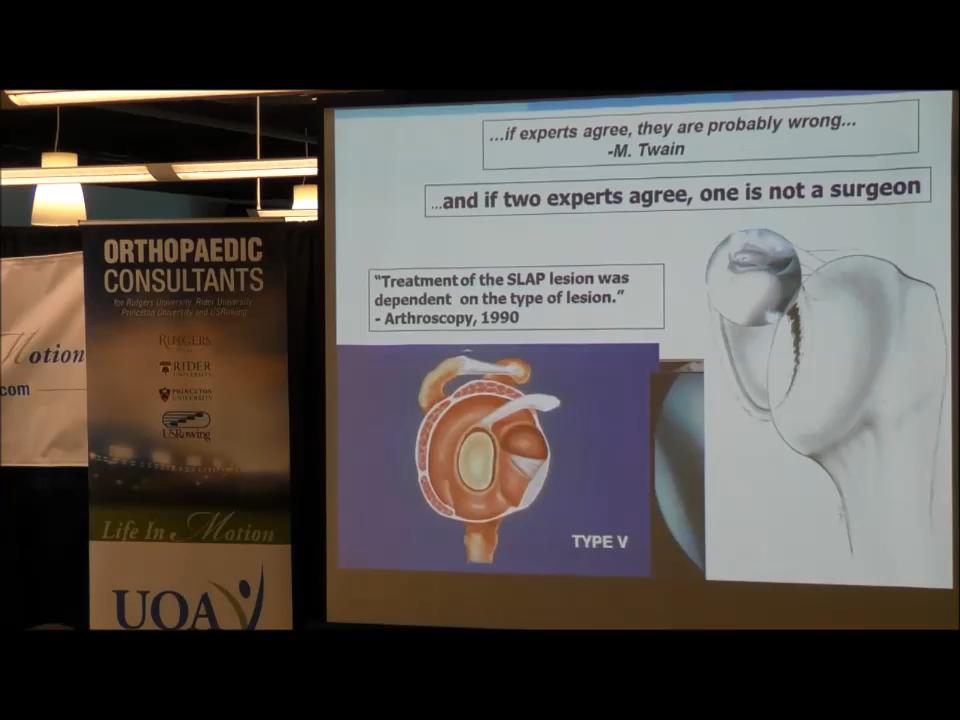 ...if experts agree, they are probably wrong...
-M. Twain
...and if two experts agree, one is not a surgeon
"Treatment of the SLAP lesion was
dependent on the type of lesion."
- Arthroscopy, 1990
TYPE V
ORTHOPAEDIC
CONSULTANTS
for Rutgers University, Rider University
Princeton University and USRowing
RUTGERS
RIDER
UNIVERSITY
PRINCETON
UNIVERSITY
USRowing
Life In Motion
UOA
Motion
com